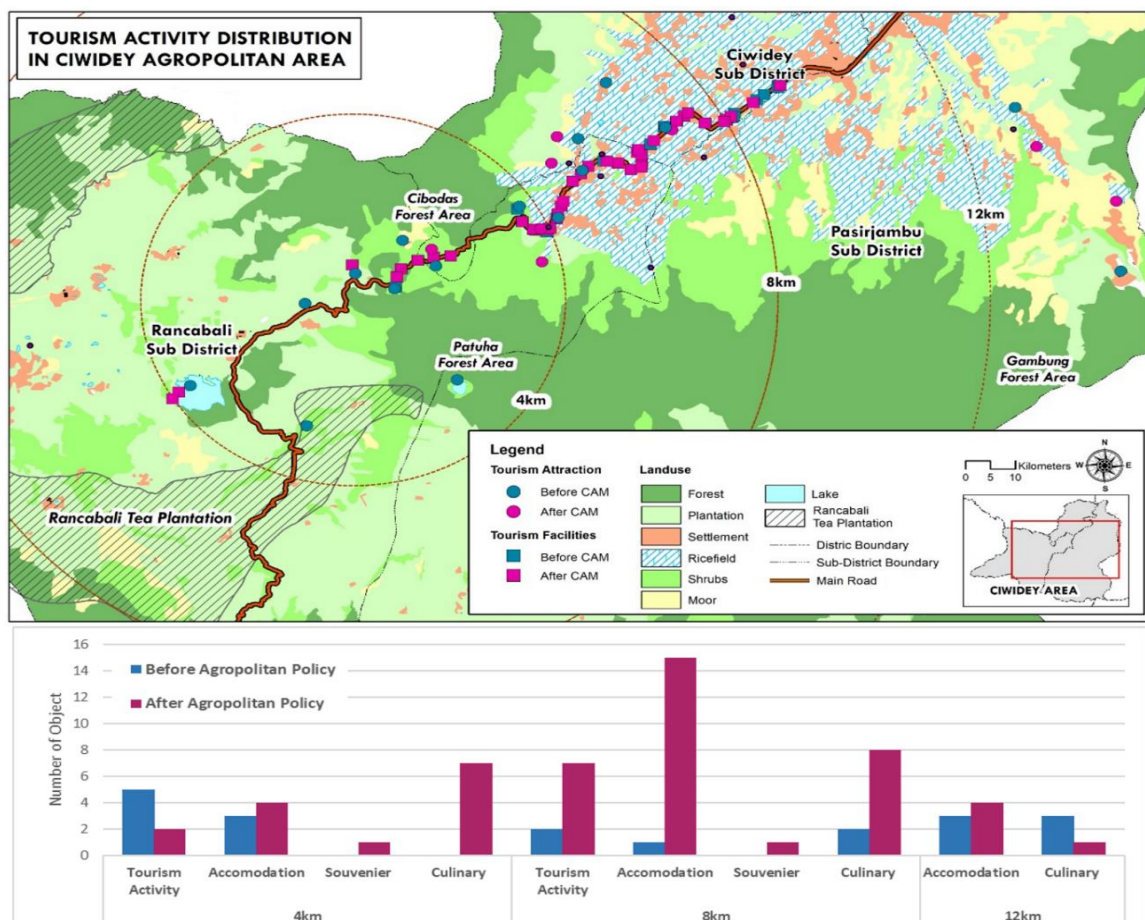 TOURISM ACTIVITY DISTRIBUTION
IN CIWIDEY AGROPOLITAN AREA
Ciwidey
Sub District
Cibodas
Forest Area
12km
Pasirjambu
Sub District
8km
Rancabali
Sub District
Patuha
Forest Area
Gambung
Forest Area
4km
Rancabali Tea Plantation
Legend
Tourism Attraction
Before CAM
After CAM
Tourism Facilities
Before CAM
After CAM
Landuse
Forest
Plantation
Settlement
Ricefield
Shrubs
Moor
Lake
Rancabali
Tea Plantation
Distric Boundary
Sub-District Boundary
Main Road
0 5 10 Kilometers
N
W E
S
CIWIDEY AREA
Before Agropolitan Policy
After Agropolitan Policy
Number of Object
16
14
12
10
8
6
4
2
0
Tourism Activity Accomodation Souvenier Culinary Tourism Activity Accomodation Souvenier Culinary Accomodation Culinary
4km 8km 12km